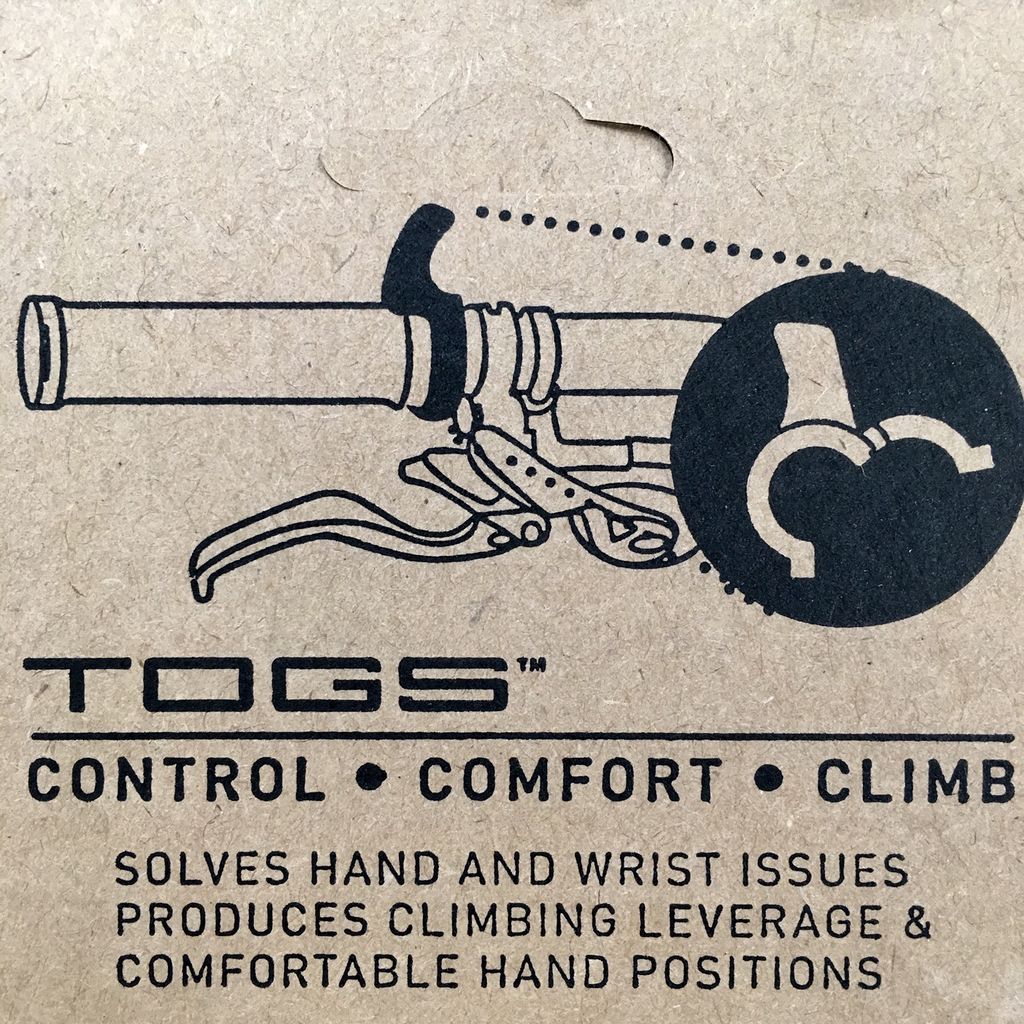 TOGS™
CONTROL • COMFORT • CLIMB
SOLVES HAND AND WRIST ISSUES
PRODUCES CLIMBING LEVERAGE &
COMFORTABLE HAND POSITIONS